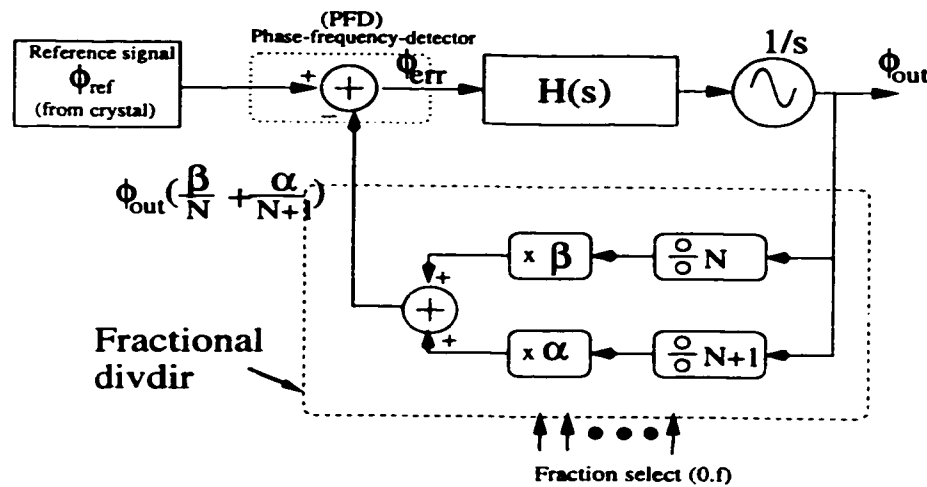 (PFD)
Phase-frequency-detector
Reference signal
ϕref
(from crystal)
+
+
−
ϕerr
H(s)
1/s
ϕout
ϕout(β/N + α/N+1)
x β
÷ N
+
+
+
x α
÷ N+1
Fractional
divdir
Fraction select (0.f)